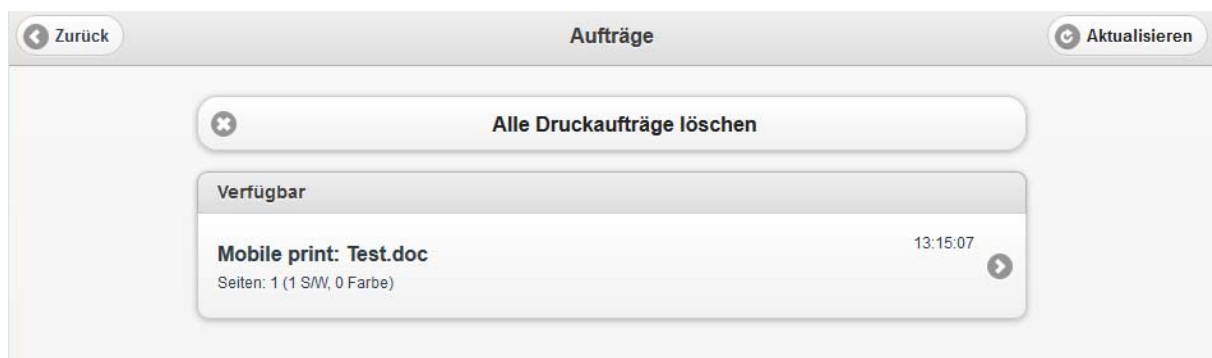 Zurück
Aufträge
Aktualisieren
Alle Druckaufträge löschen
Verfügbar
Mobile print: Test.doc
13:15:07
Seiten: 1 (1 S/W, 0 Farbe)